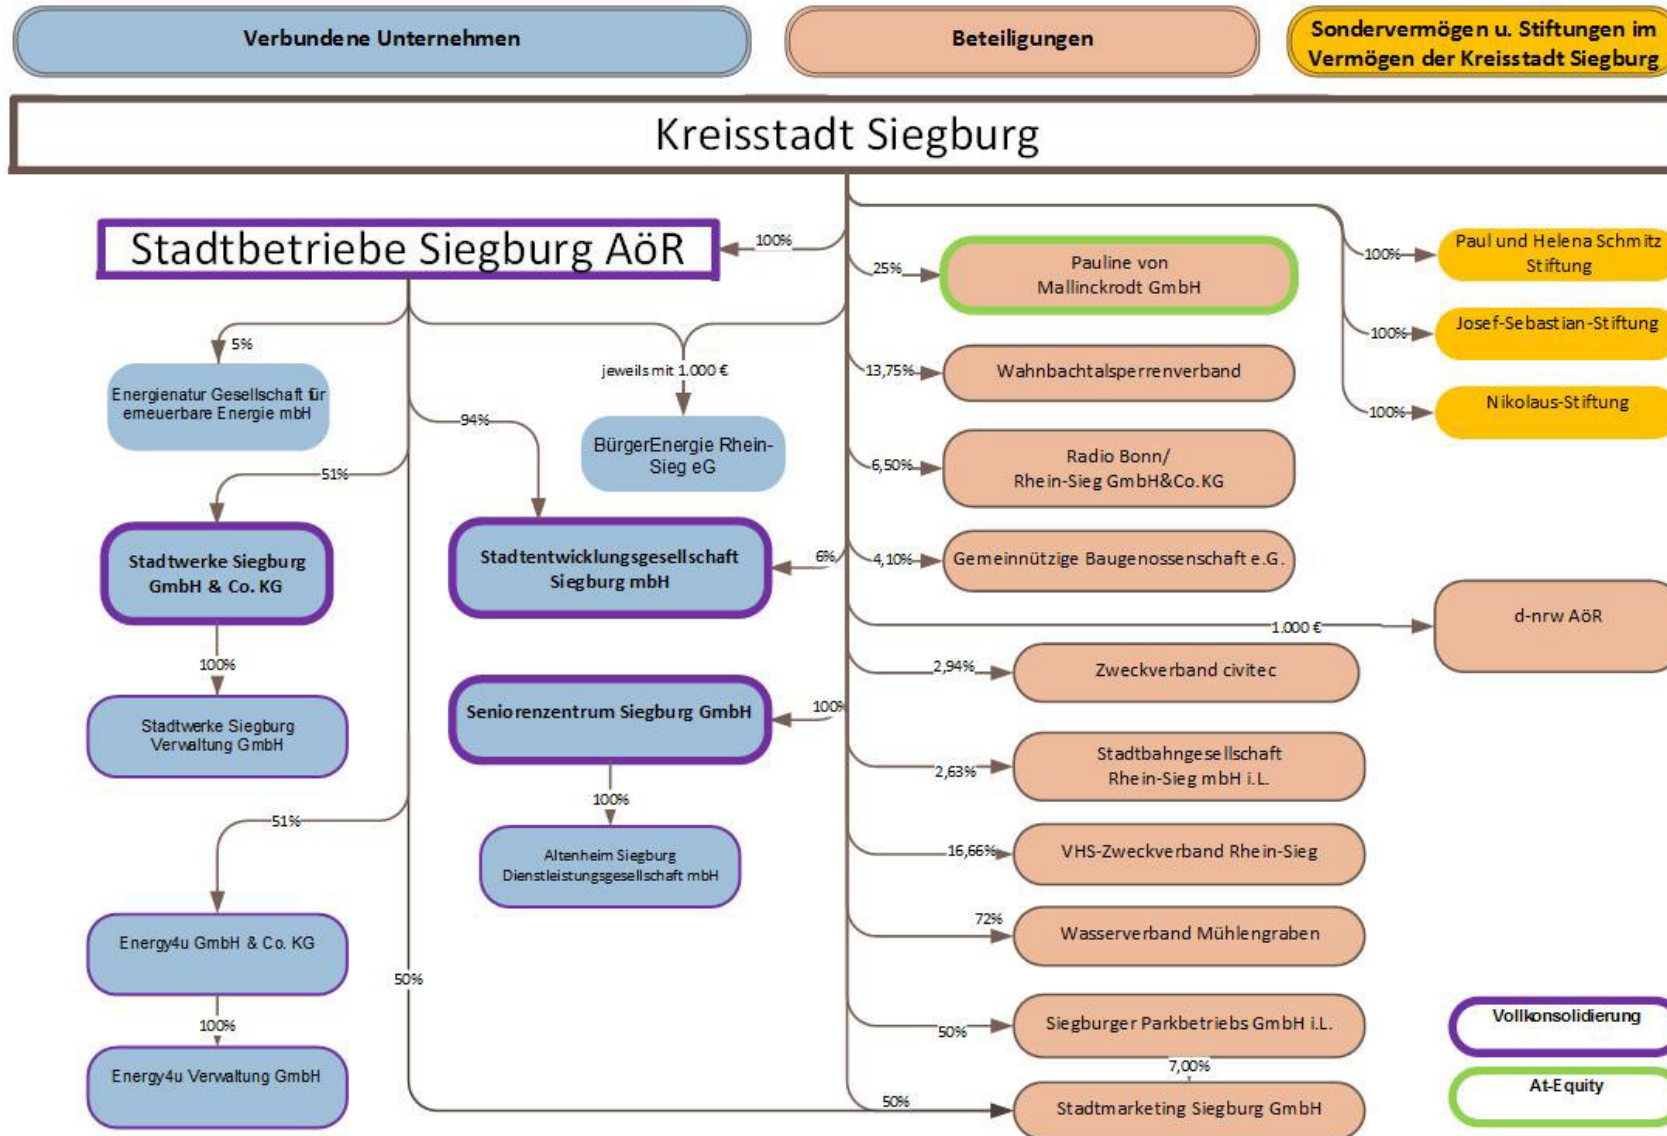 Verbundene Unternehmen
Beteiligungen
Sondervermögen u. Stiftungen im
Vermögen der Kreisstadt Siegburg
Kreisstadt Siegburg
Stadtbetriebe Siegburg AöR
100%
25%
Pauline von
Mallinckrodt GmbH
100%
Paul und Helena Schmitz
Stiftung
100%
Josef-Sebastian-Stiftung
100%
Nikolaus-Stiftung
5%
Energienatur Gesellschaft für
erneuerbare Energie mbH
jeweils mit 1.000 €
BürgerEnergie Rhein-
Sieg eG
13,75%
Wahnbachtalsperrenverband
94%
51%
6,50%
Radio Bonn/
Rhein-Sieg GmbH&Co.KG
Stadtwerke Siegburg
GmbH & Co. KG
Stadtentwicklungsgesellschaft
Siegburg mbH
6%
4,10%
Gemeinnützige Baugenossenschaft e.G.
1.000 €
d-nrw AöR
100%
Stadtwerke Siegburg
Verwaltung GmbH
Seniorenzentrum Siegburg GmbH
100%
2,94%
Zweckverband civitec
2,63%
Stadtbahngesellschaft
Rhein-Sieg mbH i.L.
100%
Altenheim Siegburg
Dienstleistungsgesellschaft mbH
51%
16,66%
VHS-Zweckverband Rhein-Sieg
Energy4u GmbH & Co. KG
72%
Wasserverband Mühlengraben
50%
100%
Energy4u Verwaltung GmbH
50%
Siegburger Parkbetriebs GmbH i.L.
7,00%
50%
Stadtmarketing Siegburg GmbH
Vollkonsolidierung
At-Equity